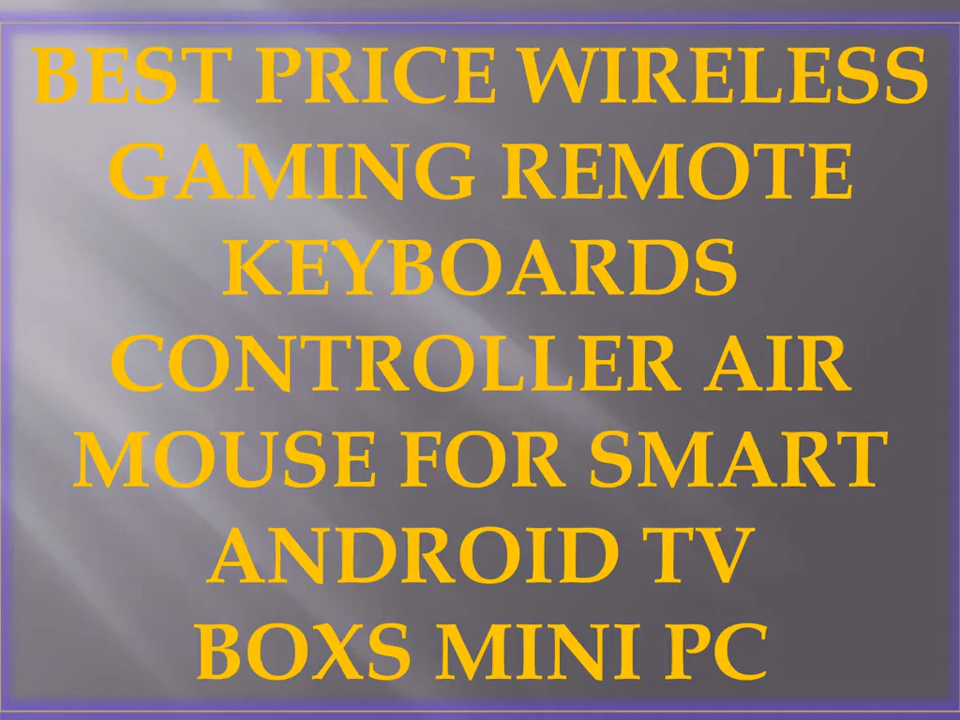 BEST PRICE WIRELESS
GAMING REMOTE
KEYBOARDS
CONTROLLER AIR
MOUSE FOR SMART
ANDROID TV
BOXS MINI PC